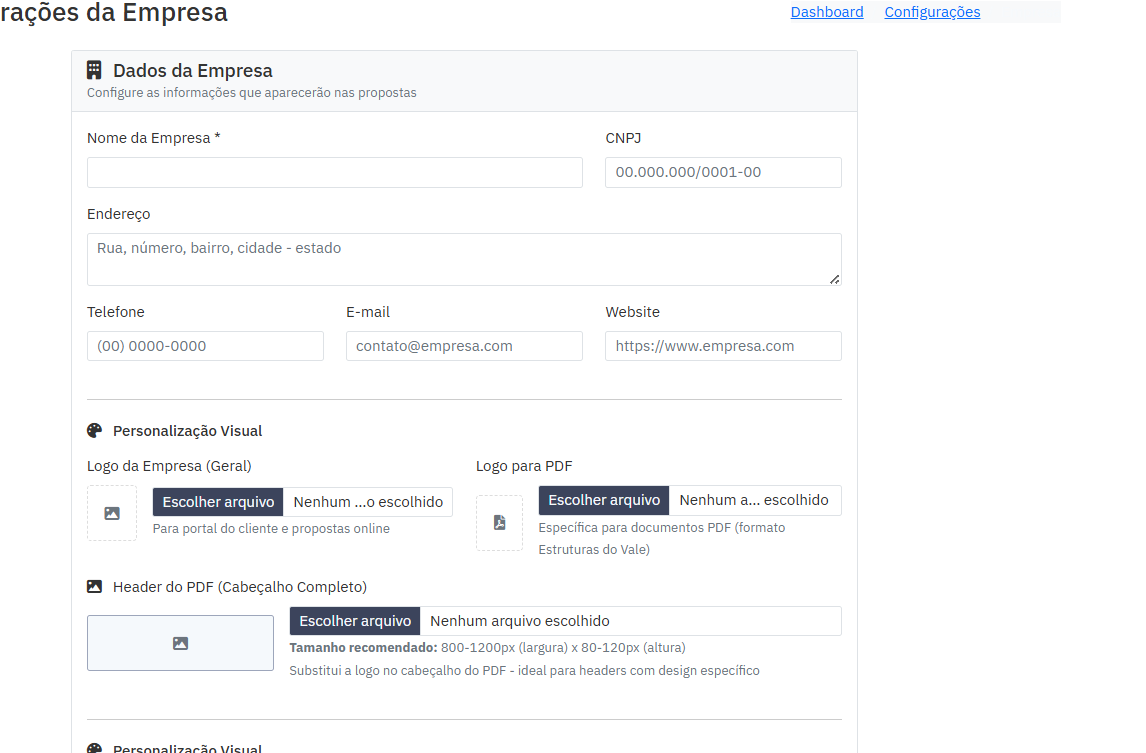 rações da Empresa
Dashboard Configurações
Dados da Empresa
Configure as informações que aparecerão nas propostas
Nome da Empresa * CNPJ
00.000.000/0001-00
Endereço
Rua, número, bairro, cidade - estado
Telefone E-mail Website
(00) 0000-0000 contato@empresa.com https://www.empresa.com
Personalização Visual
Logo da Empresa (Geral) Logo para PDF
Escolher arquivo Nenhum ...o escolhido Escolher arquivo Nenhum a... escolhido
Para portal do cliente e propostas online Específica para documentos PDF (formato
Estruturas do Vale)
Header do PDF (Cabeçalho Completo)
Escolher arquivo Nenhum arquivo escolhido
Tamanho recomendado: 800-1200px (largura) x 80-120px (altura)
Substitui a logo no cabeçalho do PDF - ideal para headers com design específico
Personalização Visual